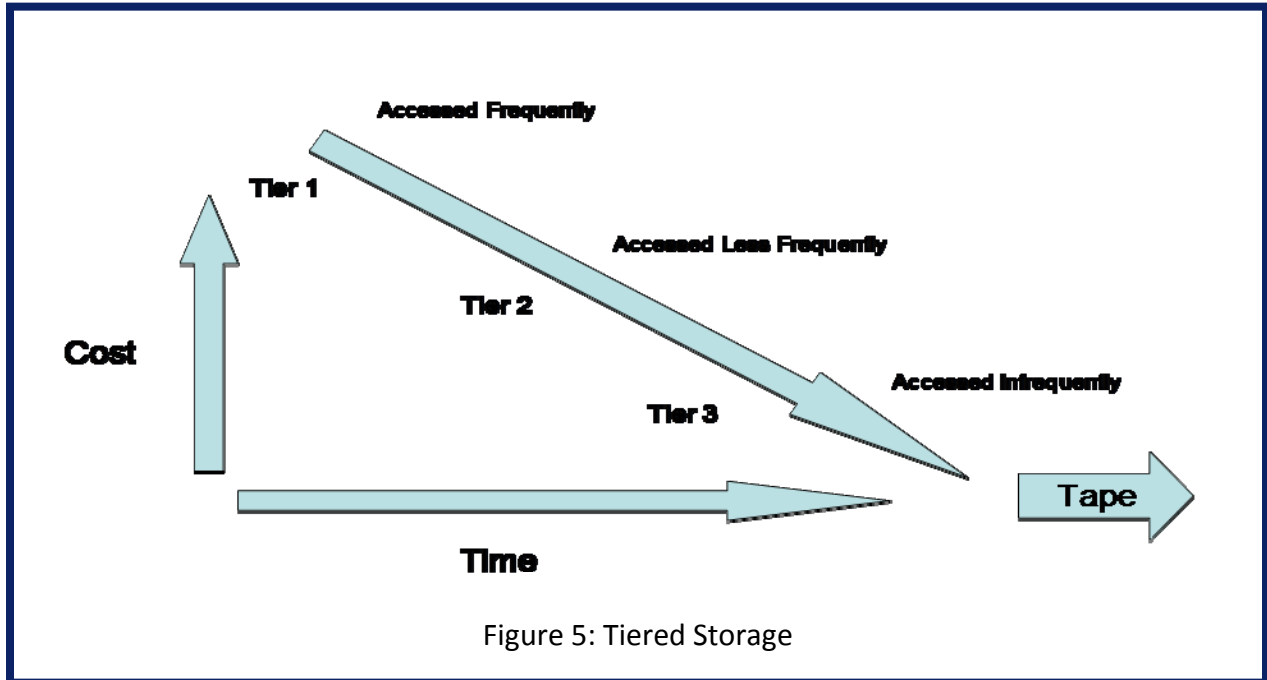 Accessed Frequently
Tier 1
Accessed Less Frequently
Tier 2
Cost
Accessed Infrequently
Tier 3
Tape
Time
Figure 5: Tiered Storage